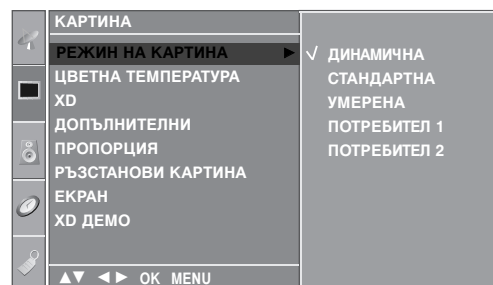 КАРТИНА
РЕЖИН НА КАРТИНА ▶
ЦВЕТНА ТЕМПЕРАТУРА
XD
ДОПЪЛНИТЕЛНИ
ПРОПОРЦИЯ
РЪЗСТАНОВИ КАРТИНА
ЕКРАН
XD ДЕМО
▲▼ ◄► OK MENU
√ ДИНАМИЧНА
СТАНДАРТНА
УМЕРЕНА
ПОТРЕБИТЕЛ 1
ПОТРЕБИТЕЛ 2